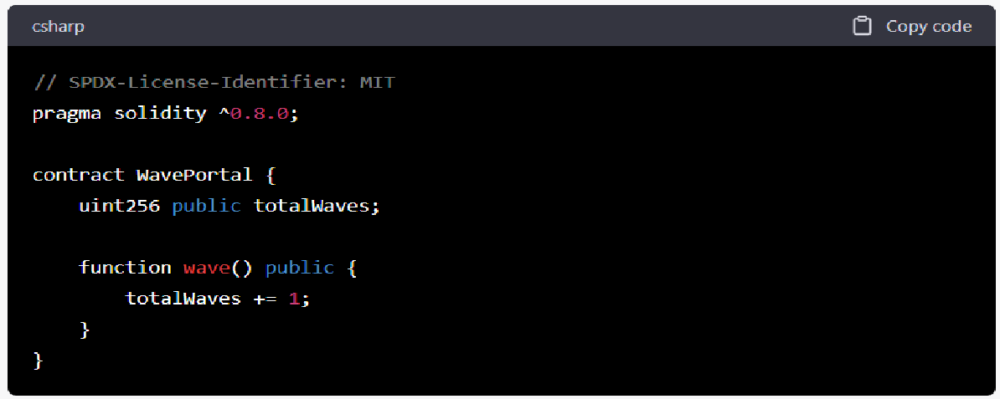 csharp Copy code
// SPDX-License-Identifier: MIT
pragma solidity ^0.8.0;
contract WavePortal {
    uint256 public totalWaves;
    function wave() public {
        totalWaves += 1;
    }
}